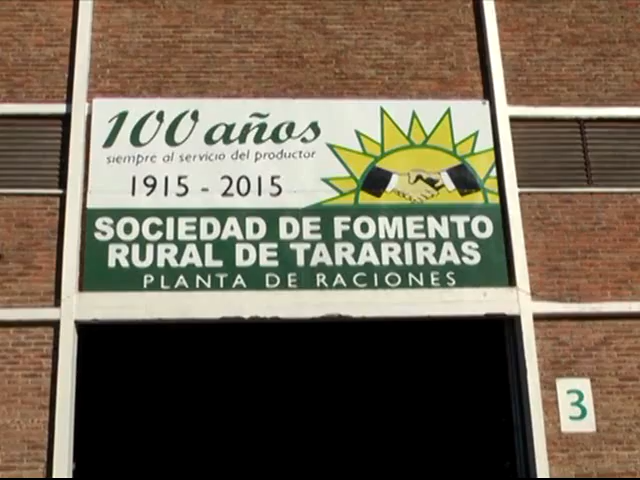 100 años
siempre al servicio del productor
1915 - 2015
SOCIEDAD DE FOMENTO
RURAL DE TARARIRAS
PLANTA DE RACIONES
3